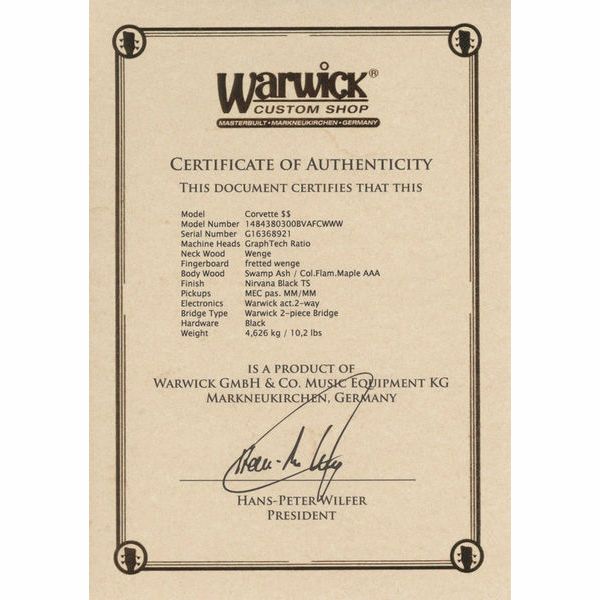 Warwick®
CUSTOM SHOP
MASTERBUILT • MARKNEUKIRCHEN • GERMANY
CERTIFICATE OF AUTHENTICITY
THIS DOCUMENT CERTIFIES THAT THIS
Model Corvette $$
Model Number 1484380300BVAFCWWW
Serial Number G16368921
Machine Heads GraphTech Ratio
Neck Wood Wenge
Fingerboard fretted wenge
Body Wood Swamp Ash / Col.Flam.Maple AAA
Finish Nirvana Black TS
Pickups MEC pas. MM/MM
Electronics Warwick act.2-way
Bridge Type Warwick 2-piece Bridge
Hardware Black
Weight 4,626 kg / 10,2 lbs
IS A PRODUCT OF
WARWICK GMBH & CO. MUSIC EQUIPMENT KG
MARKNEUKIRCHEN, GERMANY
HANS-PETER WILFER
PRESIDENT